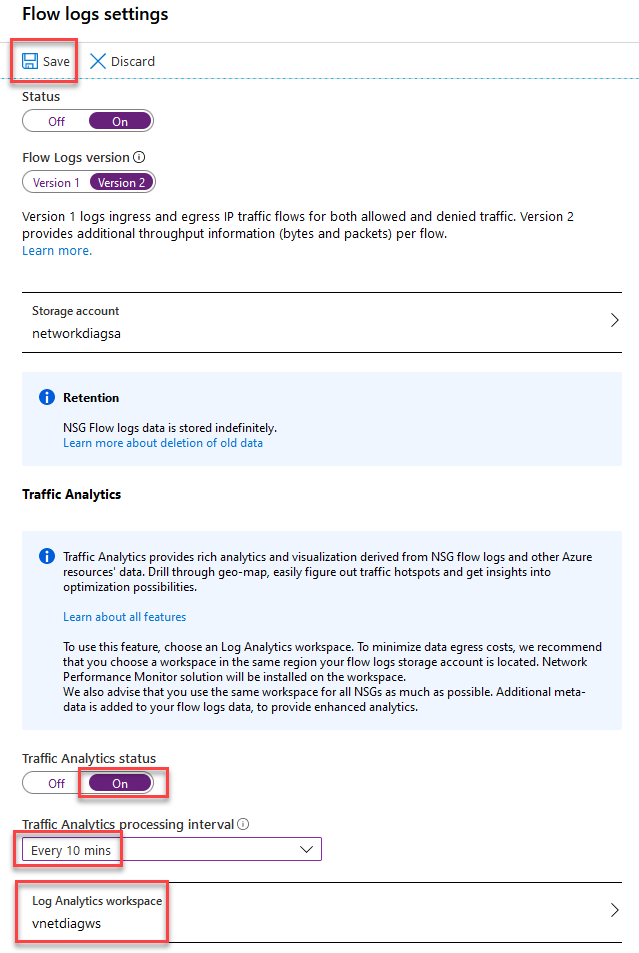 Flow logs settings
Save
Discard
Status
Off
On
Flow Logs version
Version 1
Version 2
Version 1 logs ingress and egress IP traffic flows for both allowed and denied traffic. Version 2
provides additional throughput information (bytes and packets) per flow.
Learn more.
Storage account
networkdiagsa
Retention
NSG Flow logs data is stored indefinitely.
Learn more about deletion of old data
Traffic Analytics
Traffic Analytics provides rich analytics and visualization derived from NSG flow logs and other Azure
resources' data. Drill through geo-map, easily figure out traffic hotspots and get insights into
optimization possibilities.
Learn about all features
To use this feature, choose an Log Analytics workspace. To minimize data egress costs, we recommend
that you choose a workspace in the same region your flow logs storage account is located. Network
Performance Monitor solution will be installed on the workspace.
We also advise that you use the same workspace for all NSGs as much as possible. Additional meta-
data is added to your flow logs data, to provide enhanced analytics.
Traffic Analytics status
Off
On
Traffic Analytics processing interval
Every 10 mins
Log Analytics workspace
vnetdiagws